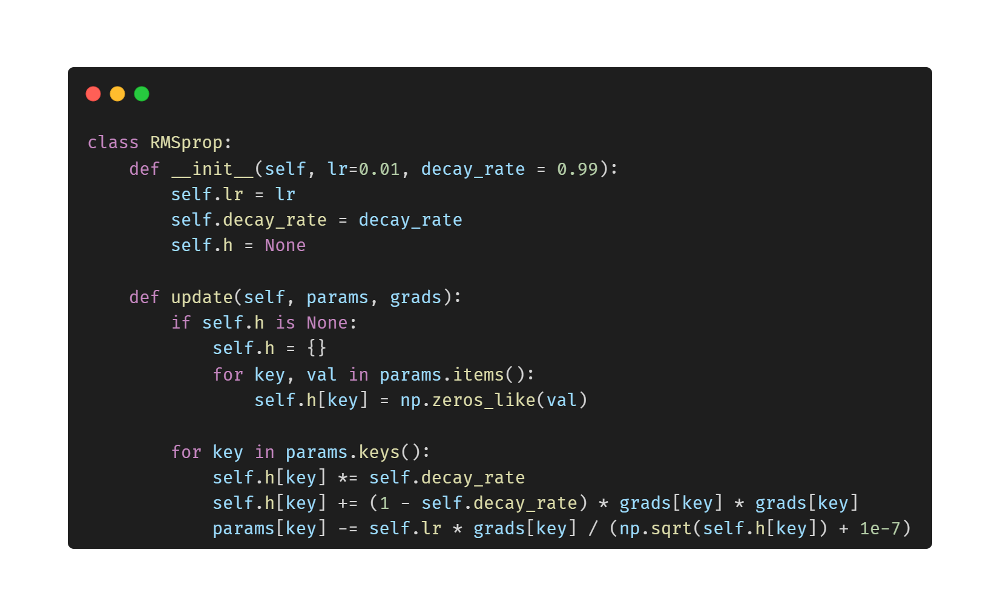 class RMSprop:
    def __init__(self, lr=0.01, decay_rate = 0.99):
        self.lr = lr
        self.decay_rate = decay_rate
        self.h = None

    def update(self, params, grads):
        if self.h is None:
            self.h = {}
            for key, val in params.items():
                self.h[key] = np.zeros_like(val)

        for key in params.keys():
            self.h[key] *= self.decay_rate
            self.h[key] += (1 - self.decay_rate) * grads[key] * grads[key]
            params[key] -= self.lr * grads[key] / (np.sqrt(self.h[key]) + 1e-7)